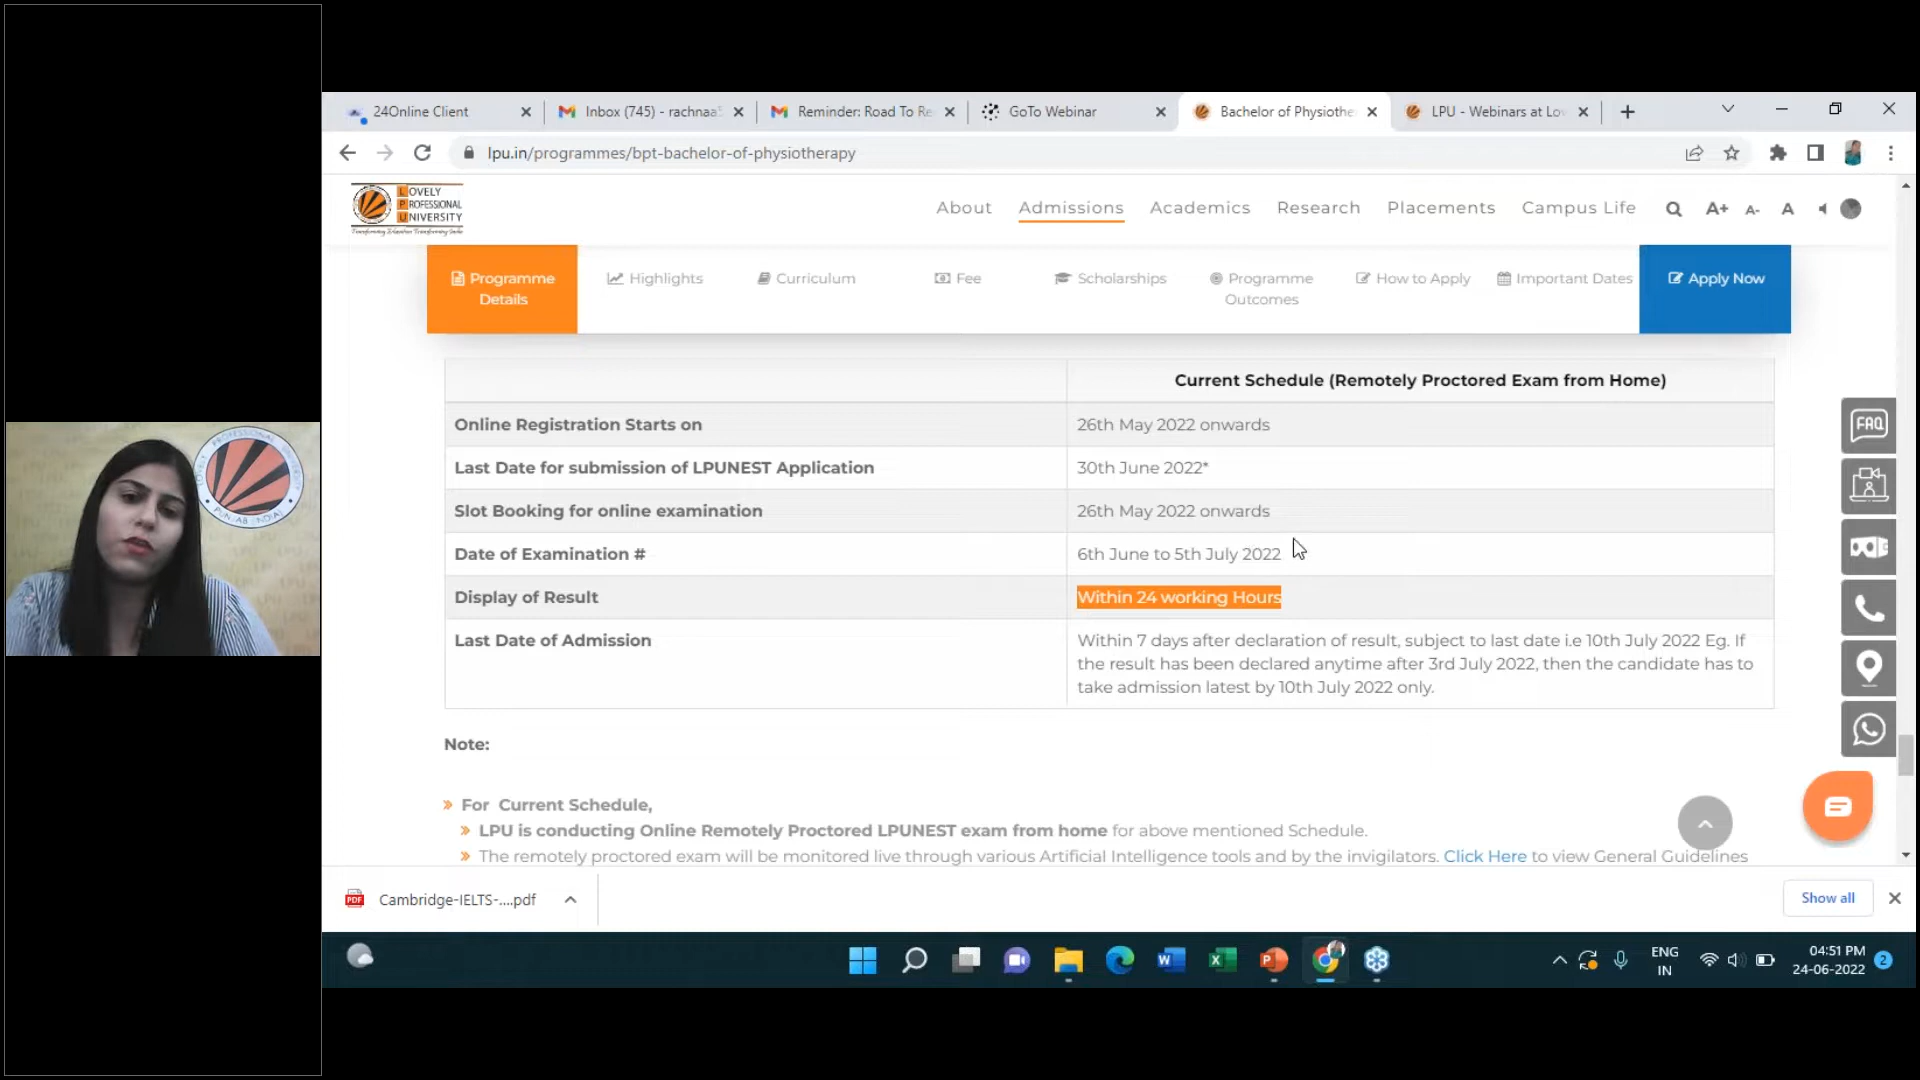 24Online Client
Inbox (745) - rachnaa
Reminder: Road To Re
GoTo Webinar
Bachelor of Physiothe
LPU - Webinars at Lov
lpu.in/programmes/bpt-bachelor-of-physiotherapy
LOVELY
PROFESSIONAL
UNIVERSITY
Transforming Education Transforming India
About
Admissions
Academics
Research
Placements
Campus Life
A+
A-
A
Programme
Details
Highlights
Curriculum
Fee
Scholarships
Programme
Outcomes
How to Apply
Important Dates
Apply Now
Current Schedule (Remotely Proctored Exam from Home)
Online Registration Starts on 26th May 2022 onwards
Last Date for submission of LPUNEST Application 30th June 2022*
Slot Booking for online examination 26th May 2022 onwards
Date of Examination # 6th June to 5th July 2022
Display of Result Within 24 working Hours
Last Date of Admission Within 7 days after declaration of result, subject to last date i.e 10th July 2022 Eg. If
the result has been declared anytime after 3rd July 2022, then the candidate has to
take admission latest by 10th July 2022 only.
Note:
For Current Schedule,
LPU is conducting Online Remotely Proctored LPUNEST exam from home for above mentioned Schedule.
The remotely proctored exam will be monitored live through various Artificial Intelligence tools and by the invigilators. Click Here to view General Guidelines
FAQ
PROFESSIONAL
PUNJAB (INDIA)
PDF
Cambridge-IELTS-....pdf
Show all
ENG
IN
04:51 PM
24-06-2022
2